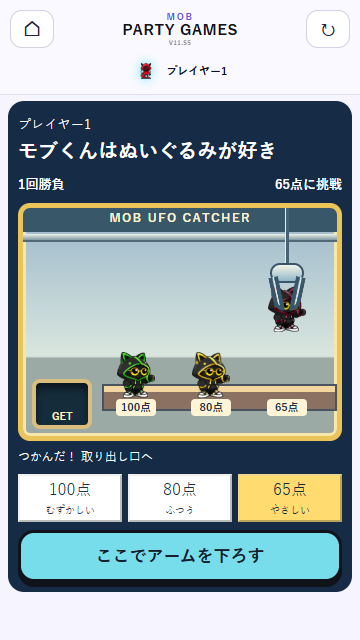 MOB
PARTY GAMES
V11.55
プレイヤー1
プレイヤー1
モブくんはぬいぐるみが好き
1回勝負
65点に挑戦
MOB UFO CATCHER
100点
80点
65点
GET
つかんだ！ 取り出し口へ
100点
むずかしい
80点
ふつう
65点
やさしい
ここでアームを下ろす